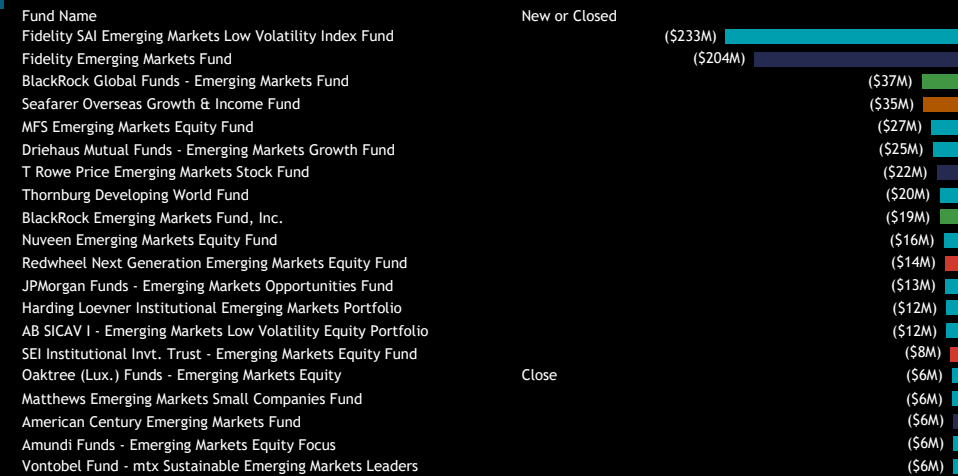 Fund Name New or Closed
Fidelity SAI Emerging Markets Low Volatility Index Fund ($233M)
Fidelity Emerging Markets Fund ($204M)
BlackRock Global Funds - Emerging Markets Fund ($37M)
Seafarer Overseas Growth & Income Fund ($35M)
MFS Emerging Markets Equity Fund ($27M)
Driehaus Mutual Funds - Emerging Markets Growth Fund ($25M)
T Rowe Price Emerging Markets Stock Fund ($22M)
Thornburg Developing World Fund ($20M)
BlackRock Emerging Markets Fund, Inc. ($19M)
Nuveen Emerging Markets Equity Fund ($16M)
Redwheel Next Generation Emerging Markets Equity Fund ($14M)
JPMorgan Funds - Emerging Markets Opportunities Fund ($13M)
Harding Loevner Institutional Emerging Markets Portfolio ($12M)
AB SICAV I - Emerging Markets Low Volatility Equity Portfolio ($12M)
SEI Institutional Invt. Trust - Emerging Markets Equity Fund ($8M)
Oaktree (Lux.) Funds - Emerging Markets Equity Close ($6M)
Matthews Emerging Markets Small Companies Fund ($6M)
American Century Emerging Markets Fund ($6M)
Amundi Funds - Emerging Markets Equity Focus ($6M)
Vontobel Fund - mtx Sustainable Emerging Markets Leaders ($6M)